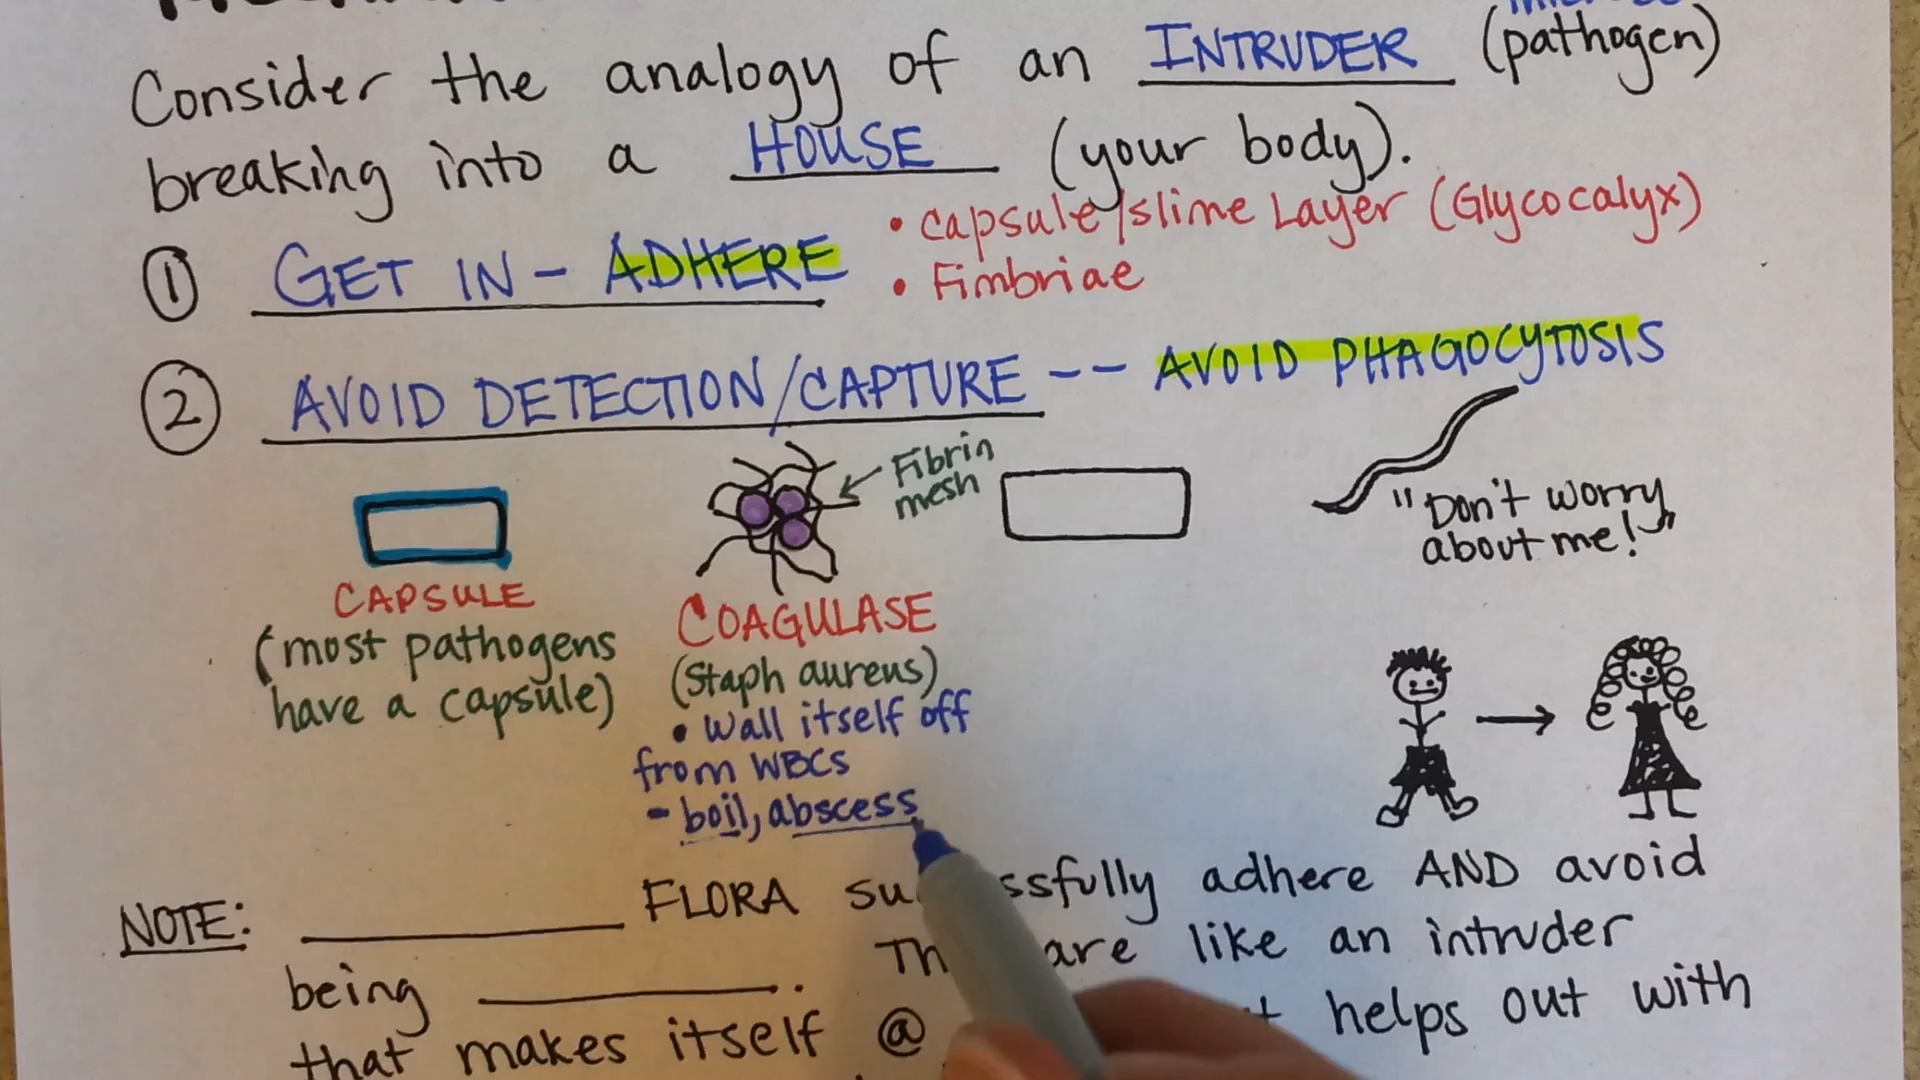 Consider the analogy of an INTRUDER (pathogen)
breaking into a HOUSE (your body).
• capsule/slime Layer (Glycocalyx)
① GET IN - ADHERE
• Fimbriae
② AVOID DETECTION/CAPTURE -- AVOID PHAGOCYTOSIS
Fibrin
mesh
"Don't worry
about me!"
CAPSULE
(most pathogens
have a capsule)
COAGULASE
(Staph aureus)
• Wall itself off
from WBCs
- boil, abscess
NOTE: ________ FLORA su ssfully adhere AND avoid
being ________. Th are like an intruder
that makes itself @ helps out with